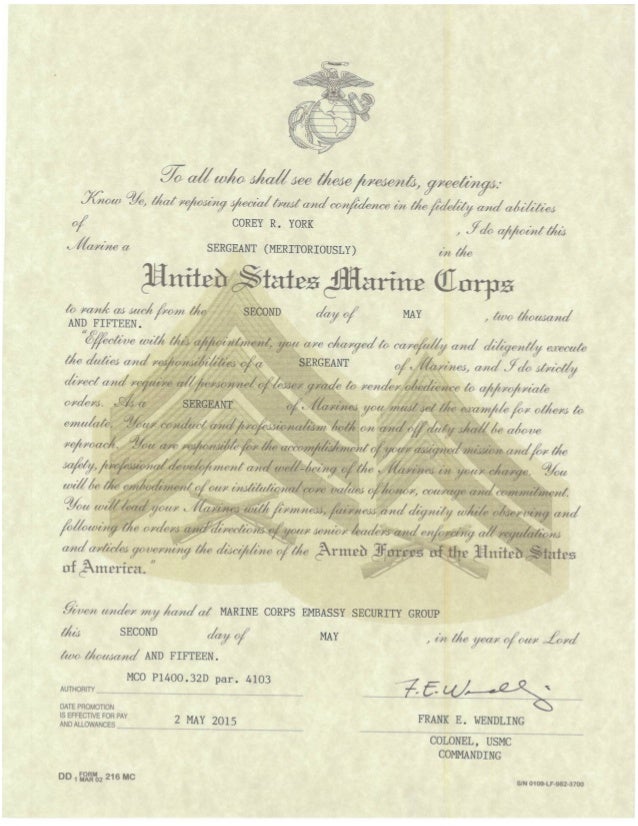 To all who shall see these presents, greetings:
Know Ye, that reposing special trust and confidence in the fidelity and abilities
of COREY R. YORK , I do appoint this
Marine a SERGEANT (MERITORIOUSLY) in the
United States Marine Corps
to rank as such from the SECOND day of MAY , two thousand
AND FIFTEEN.
"Effective with this appointment, you are charged to carefully and diligently execute
the duties and responsibilities of a SERGEANT of Marines, and I do strictly
direct and require all personnel of lesser grade to render obedience to appropriate
orders. As a SERGEANT of Marines you must set the example for others to
emulate. Your conduct and professionalism both on and off duty shall be above
reproach. You are responsible for the accomplishment of your assigned mission and for the
safety, professional development and well-being of the Marines in your charge. You
will be the embodiment of our institutional core values of honor, courage and commitment.
You will lead your Marines with firmness, fairness and dignity while observing and
following the orders and directions of your senior leaders and enforcing all regulations
and articles governing the discipline of the Armed Forces of the United States
of America."
Given under my hand at MARINE CORPS EMBASSY SECURITY GROUP
this SECOND day of MAY , in the year of our Lord
two thousand AND FIFTEEN.
MCO P1400.32D par. 4103
AUTHORITY
F.E. Wendling
DATE PROMOTION
IS EFFECTIVE FOR PAY
AND ALLOWANCES 2 MAY 2015
FRANK E. WENDLING
COLONEL, USMC
COMMANDING
DD FORM 1 MAR 02 216 MC
S/N 0109-LF-982-3700